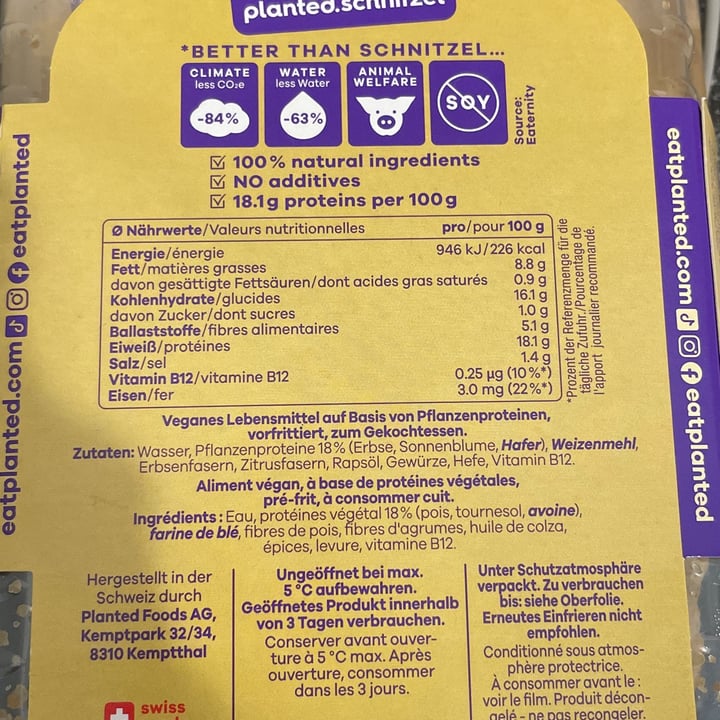 planted.schnitzel
*BETTER THAN SCHNITZEL...
CLIMATE
less CO₂e
-84%
WATER
less Water
-63%
ANIMAL
WELFARE
SOY
Source:
Eaternity
100% natural ingredients
NO additives
18.1g proteins per 100g
Ø Nährwerte/Valeurs nutritionnelles pro/pour 100 g
Energie/énergie 946 kJ/226 kcal
Fett/matières grasses 8.8 g
davon gesättigte Fettsäuren/dont acides gras saturés 0.9 g
Kohlenhydrate/glucides 16.1 g
davon Zucker/dont sucres 1.0 g
Ballaststoffe/fibres alimentaires 5.1 g
Eiweiß/protéines 18.1 g
Salz/sel 1.4 g
Vitamin B12/vitamine B12 0.25 µg (10%*)
Eisen/fer 3.0 mg (22%*)
*Prozent der Referenzmenge für die
tägliche Zufuhr./Pourcentage de
l'apport journalier recommandé.
Veganes Lebensmittel auf Basis von Pflanzenproteinen,
vorfrittiert, zum Gekochtessen.
Zutaten: Wasser, Pflanzenproteine 18% (Erbse, Sonnenblume, Hafer), Weizenmehl,
Erbsenfasern, Zitrusfasern, Rapsöl, Gewürze, Hefe, Vitamin B12.
Aliment végan, à base de protéines végétales,
pré-frit, à consommer cuit.
Ingrédients : Eau, protéines végétal 18% (pois, tournesol, avoine),
farine de blé, fibres de pois, fibres d'agrumes, huile de colza,
épices, levure, vitamine B12.
Hergestellt in der
Schweiz durch
Planted Foods AG,
Kemptpark 32/34,
8310 Kemptthal
swiss
Ungeöffnet bei max.
5 °C aufbewahren.
Geöffnetes Produkt innerhalb
von 3 Tagen verbrauchen.
Conserver avant ouver-
ture à 5 °C max. Après
ouverture, consommer
dans les 3 jours.
Unter Schutzatmosphäre
verpackt. Zu verbrauchen
bis: siehe Oberfolie.
Erneutes Einfrieren nicht
empfohlen.
Conditionné sous atmos-
phère protectrice.
À consommer avant le :
voir le film. Produit décon-
gelé - ne pas recongeler.
eatplanted.com eatplanted
eatplanted.com eatplanted